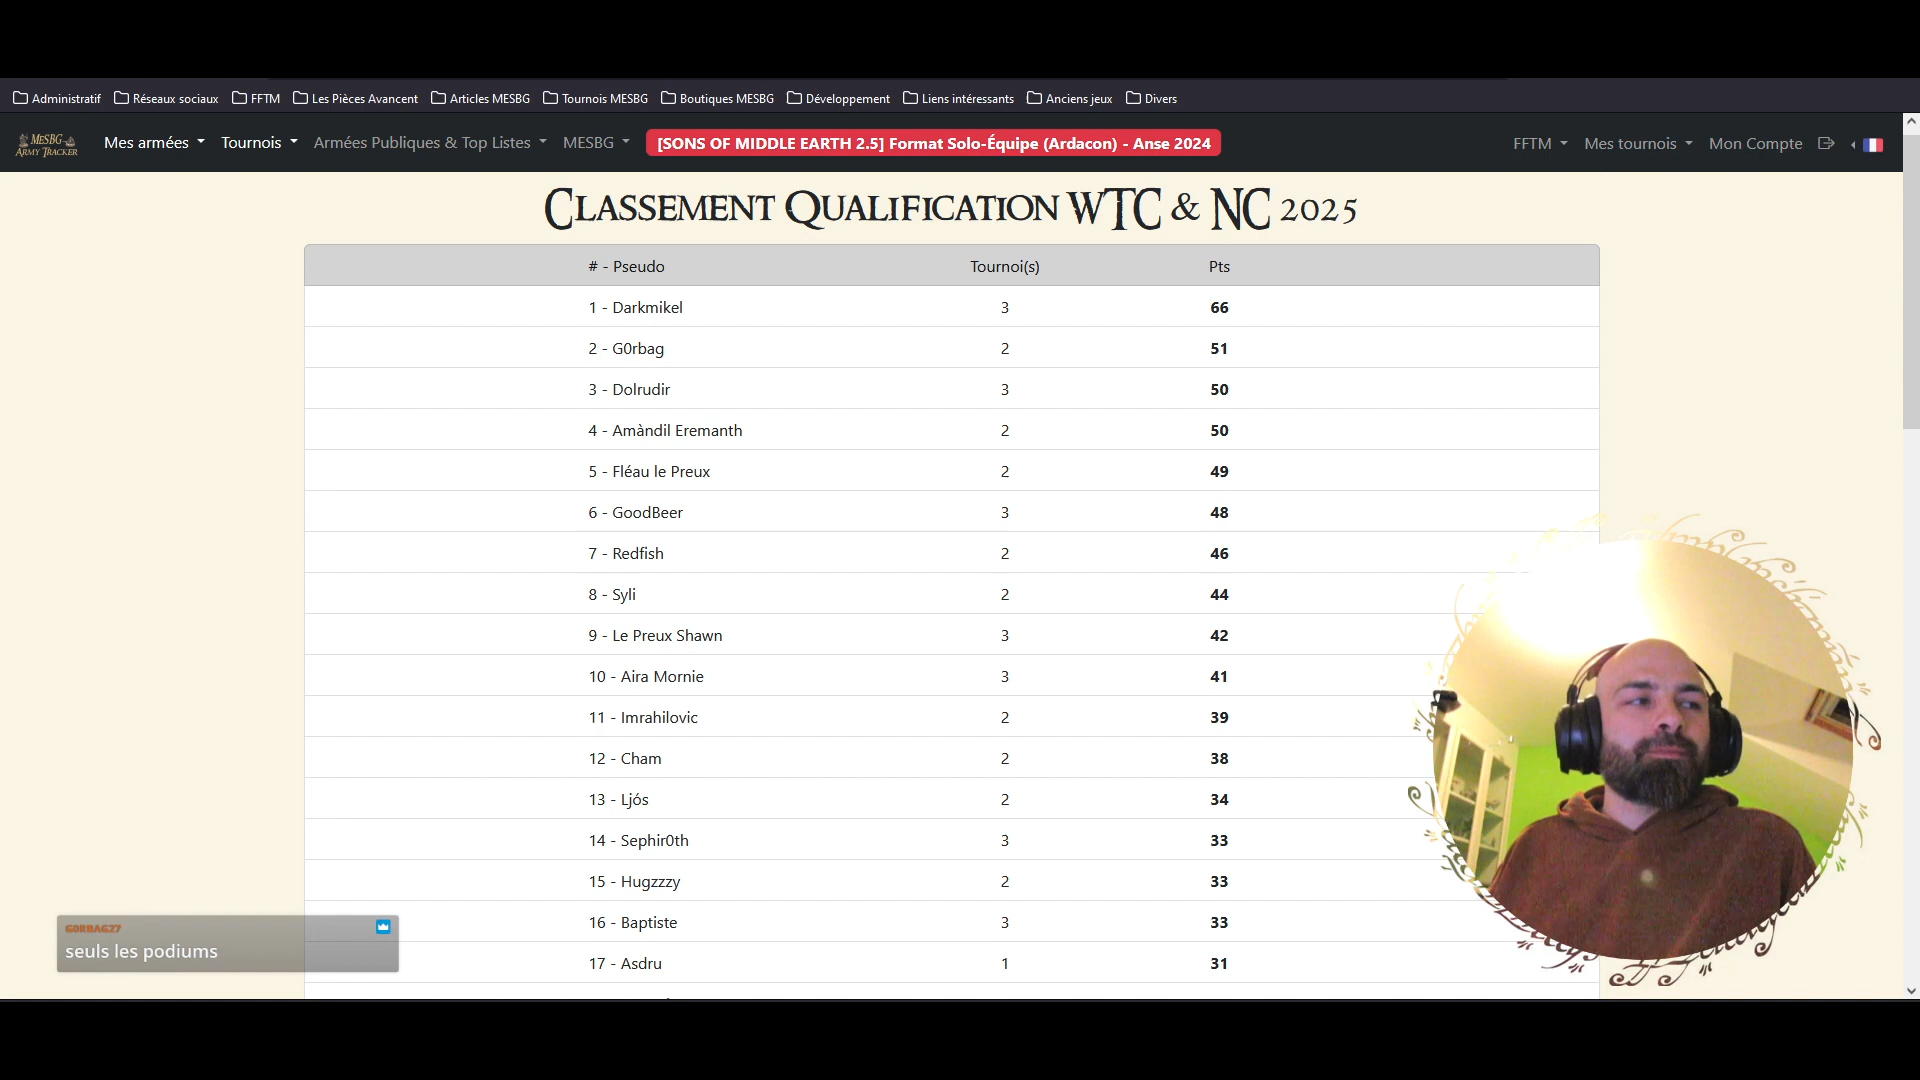 Administratif Réseaux sociaux FFTM Les Pièces Avancent Articles MESBG Tournois MESBG Boutiques MESBG Développement Liens intéressants Anciens jeux Divers
MESBG
ARMY TRACKER
Mes armées Tournois Armées Publiques & Top Listes MESBG [SONS OF MIDDLE EARTH 2.5] Format Solo-Équipe (Ardacon) - Anse 2024 FFTM Mes tournois Mon Compte
CLASSEMENT QUALIFICATION WTC & NC 2025
# - Pseudo Tournoi(s) Pts
1 - Darkmikel 3 66
2 - G0rbag 2 51
3 - Dolrudir 3 50
4 - Amàndil Eremanth 2 50
5 - Fléau le Preux 2 49
6 - GoodBeer 3 48
7 - Redfish 2 46
8 - Syli 2 44
9 - Le Preux Shawn 3 42
10 - Aira Mornie 3 41
11 - Imrahilovic 2 39
12 - Cham 2 38
13 - Ljós 2 34
14 - Sephir0th 3 33
15 - Hugzzzy 2 33
16 - Baptiste 3 33
17 - Asdru 1 31
G0RBAG27
seuls les podiums